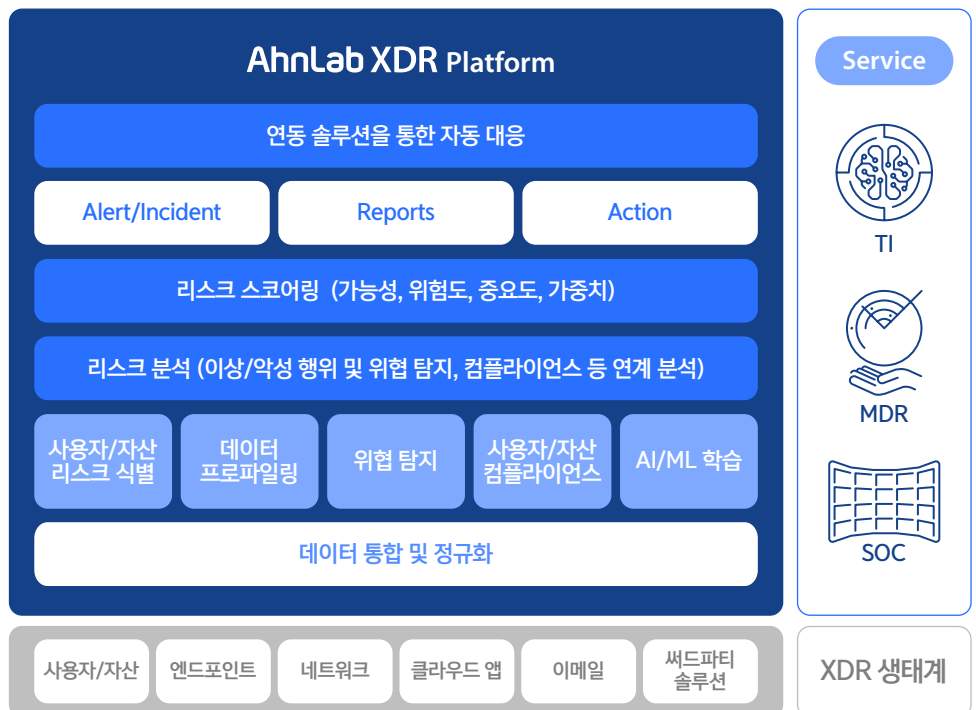 AhnLab XDR Platform
연동 솔루션을 통한 자동 대응
Alert/Incident
Reports
Action
리스크 스코어링 (가능성, 위험도, 중요도, 가중치)
리스크 분석 (이상/악성 행위 및 위협 탐지, 컴플라이언스 등 연계 분석)
사용자/자산
리스크 식별
데이터
프로파일링
위협 탐지
사용자/자산
컴플라이언스
AI/ML 학습
데이터 통합 및 정규화
사용자/자산
엔드포인트
네트워크
클라우드 앱
이메일
써드파티
솔루션
Service
TI
MDR
SOC
XDR 생태계